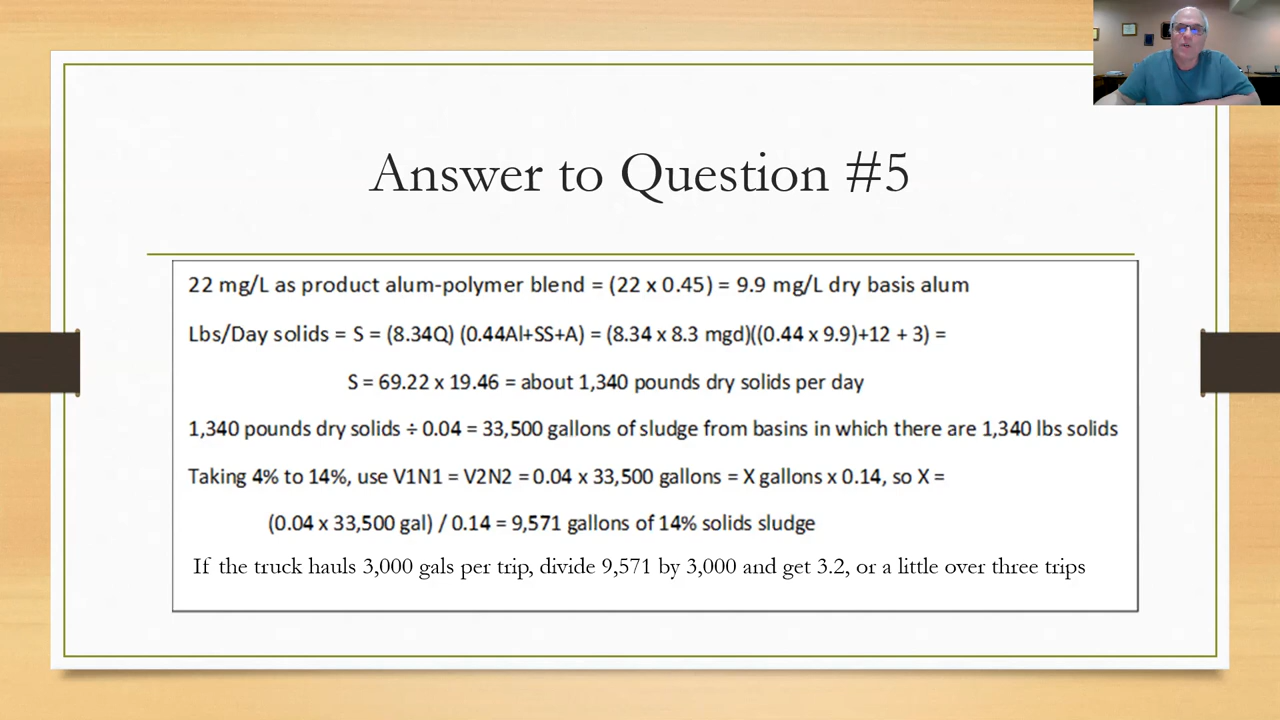 Answer to Question #5
22 mg/L as product alum-polymer blend = (22 x 0.45) = 9.9 mg/L dry basis alum
Lbs/Day solids = S = (8.34Q) (0.44Al+SS+A) = (8.34 x 8.3 mgd)((0.44 x 9.9)+12 + 3) =
S = 69.22 x 19.46 = about 1,340 pounds dry solids per day
1,340 pounds dry solids ÷ 0.04 = 33,500 gallons of sludge from basins in which there are 1,340 lbs solids
Taking 4% to 14%, use V1N1 = V2N2 = 0.04 x 33,500 gallons = X gallons x 0.14, so X =
(0.04 x 33,500 gal) / 0.14 = 9,571 gallons of 14% solids sludge
If the truck hauls 3,000 gals per trip, divide 9,571 by 3,000 and get 3.2, or a little over three trips